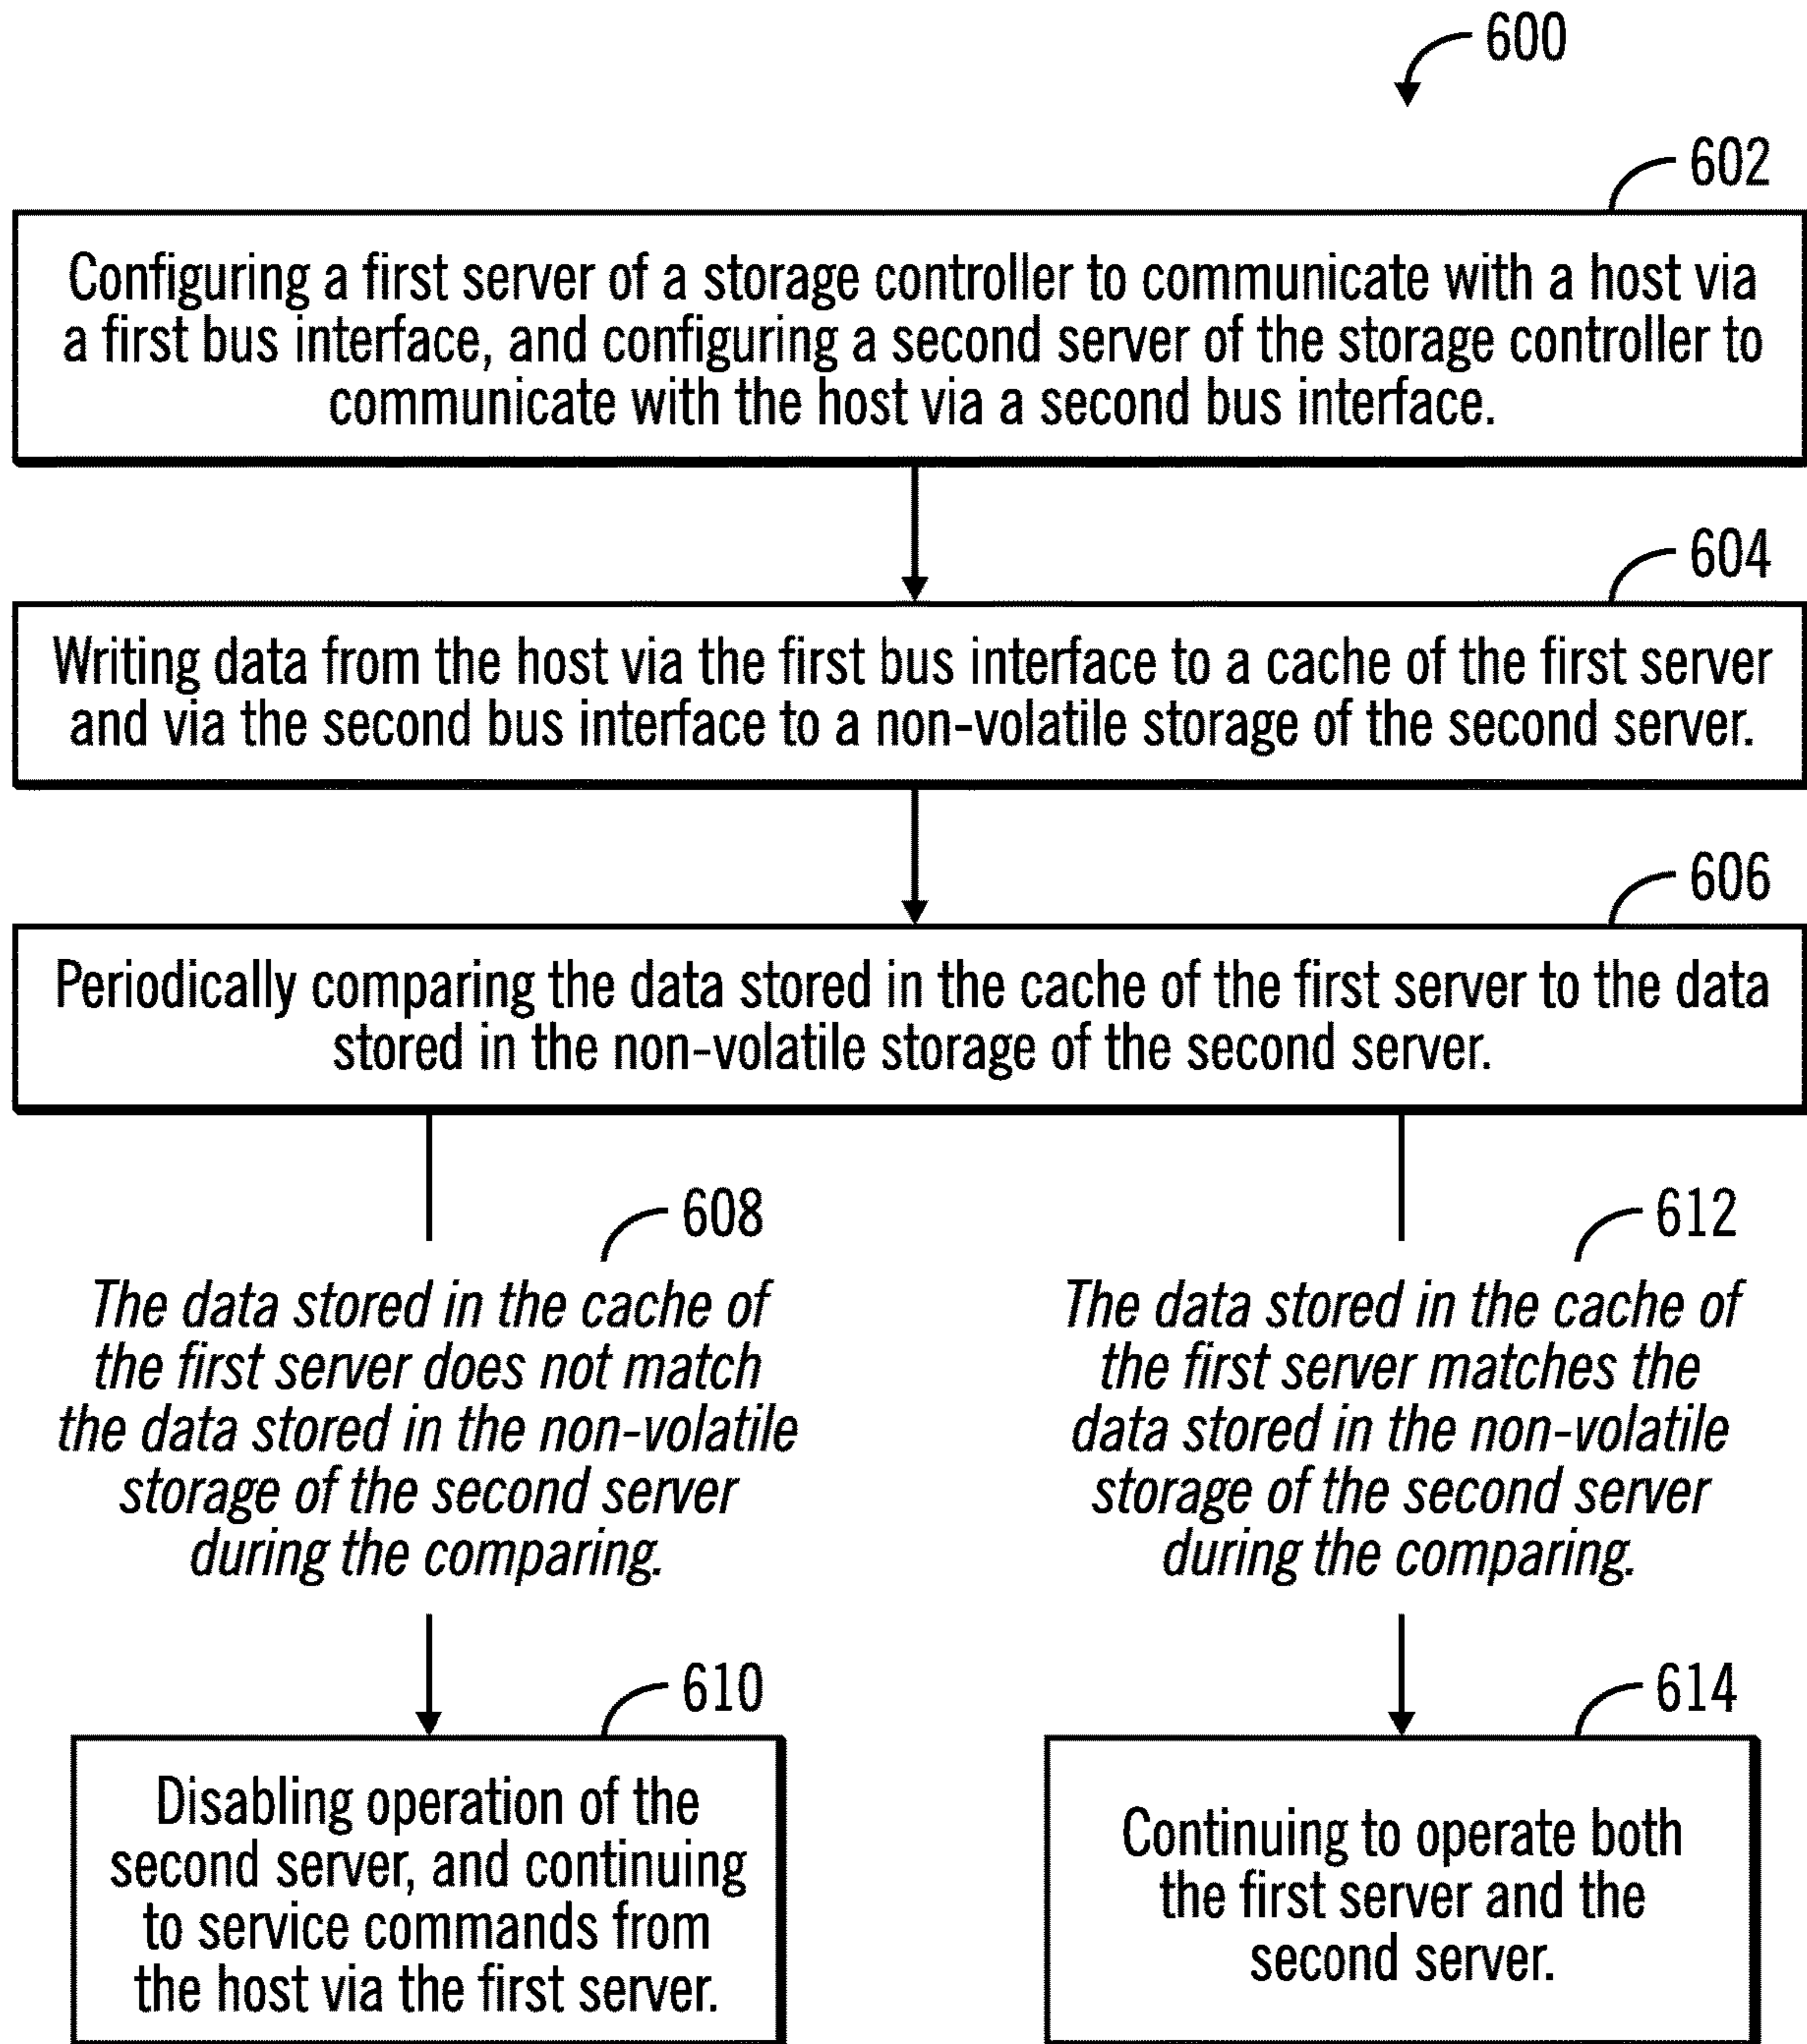 600
602
Configuring a first server of a storage controller to communicate with a host via
a first bus interface, and configuring a second server of the storage controller to
communicate with the host via a second bus interface.
604
Writing data from the host via the first bus interface to a cache of the first server
and via the second bus interface to a non-volatile storage of the second server.
606
Periodically comparing the data stored in the cache of the first server to the data
stored in the non-volatile storage of the second server.
608
The data stored in the cache of
the first server does not match
the data stored in the non-volatile
storage of the second server
during the comparing.
612
The data stored in the cache of
the first server matches the
data stored in the non-volatile
storage of the second server
during the comparing.
610
Disabling operation of the
second server, and continuing
to service commands from
the host via the first server.
614
Continuing to operate both
the first server and the
second server.